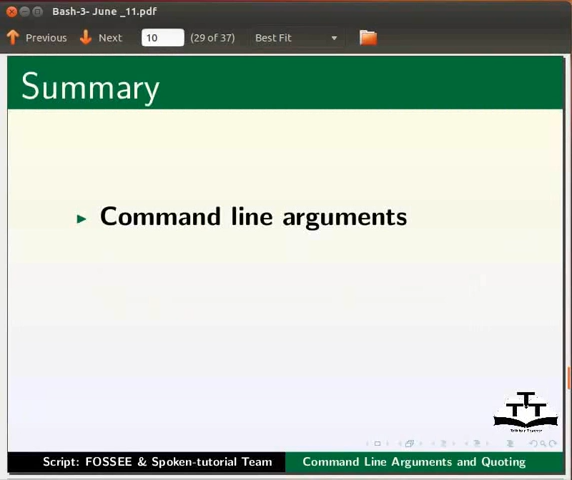 Bash-3- June _11.pdf
Previous Next 10 (29 of 37) Best Fit
Summary
Command line arguments
Script: FOSSEE & Spoken-tutorial Team Command Line Arguments and Quoting